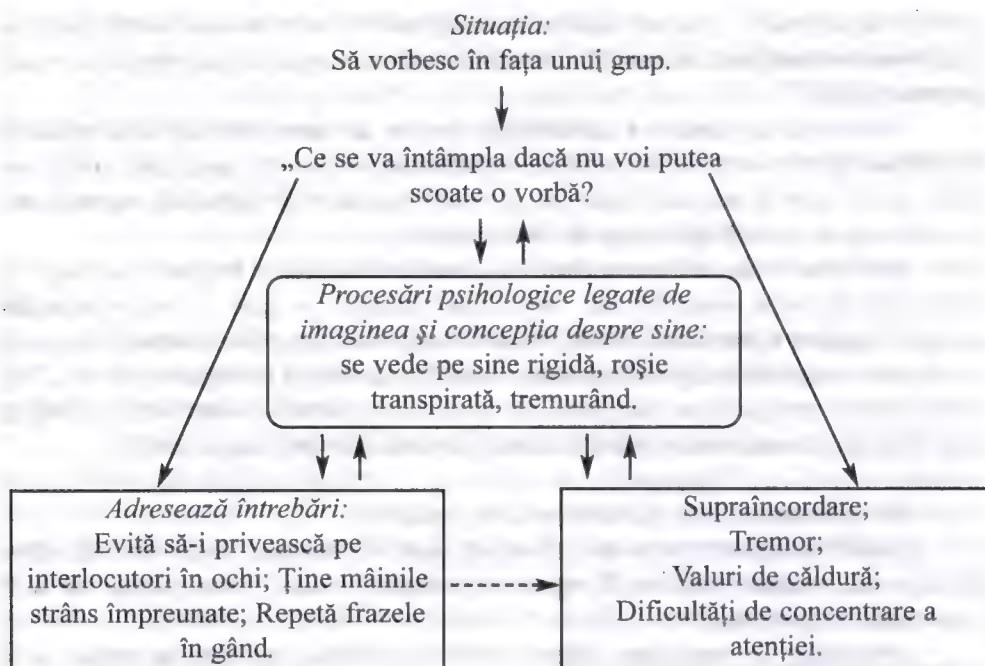 Situația:
Să vorbesc în fața unui grup.
„Ce se va întâmpla dacă nu voi putea
scoate o vorbă?
Procesări psihologice legate de
imaginea și concepția despre sine:
se vede pe sine rigidă, roșie
transpirată, tremurând.
Adresează întrebări:
Evită să-i privească pe
interlocutori în ochi; Ține mâinile
strâns împreunate; Repetă frazele
în gând.
Supraîncordare;
Tremor;
Valuri de căldură;
Dificultăți de concentrare a
atenției.